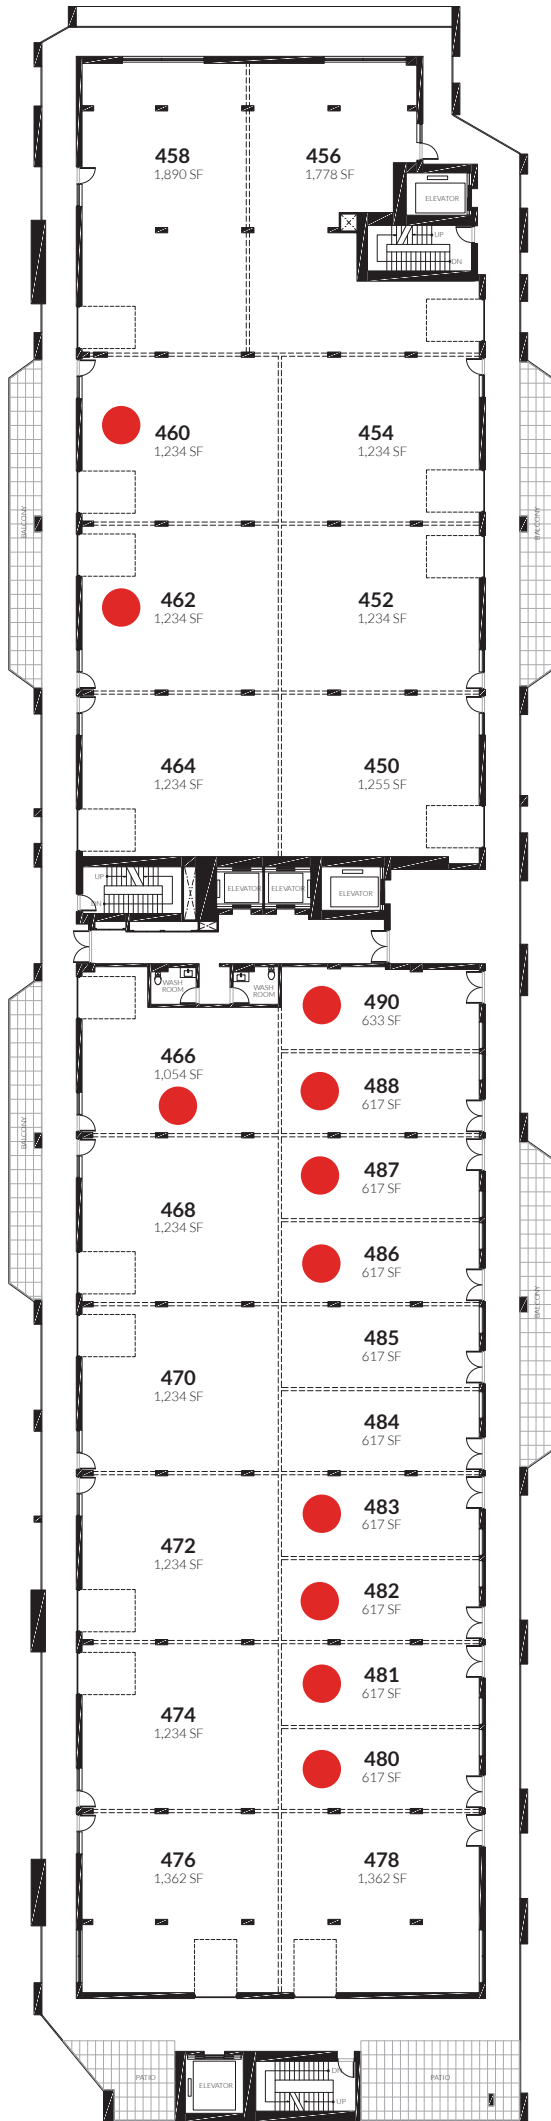 458
1,890 SF
456
1,778 SF
ELEVATOR
UP
DN
460
1,234 SF
454
1,234 SF
BALCONY
BALCONY
462
1,234 SF
452
1,234 SF
464
1,234 SF
450
1,255 SF
UP
DN
ELEVATOR
ELEVATOR
ELEVATOR
WASH
ROOM
WASH
ROOM
490
633 SF
466
1,054 SF
488
617 SF
BALCONY
487
617 SF
468
1,234 SF
486
617 SF
BALCONY
485
617 SF
470
1,234 SF
484
617 SF
483
617 SF
472
1,234 SF
482
617 SF
481
617 SF
474
1,234 SF
480
617 SF
476
1,362 SF
478
1,362 SF
PATIO
ELEVATOR
DN
UP
PATIO